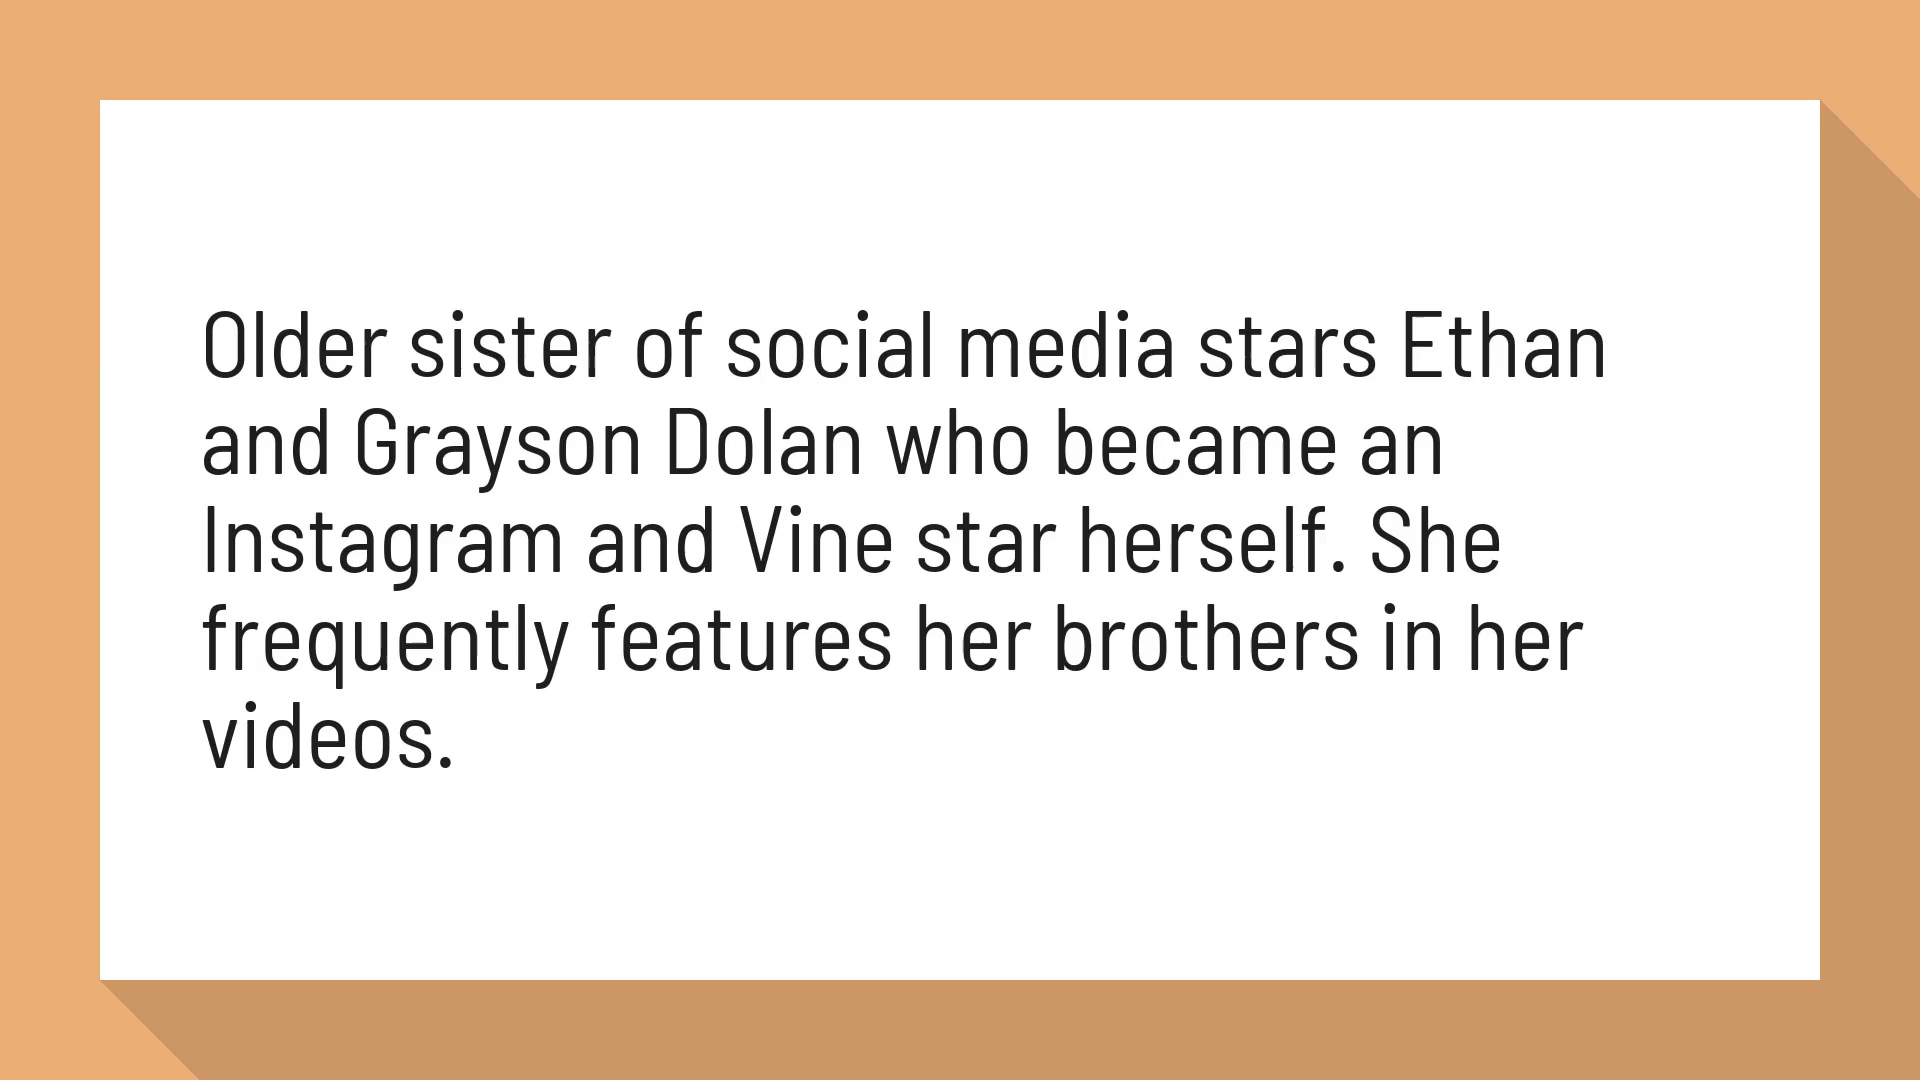 Older sister of social media stars Ethan
and Grayson Dolan who became an
Instagram and Vine star herself. She
frequently features her brothers in her
videos.